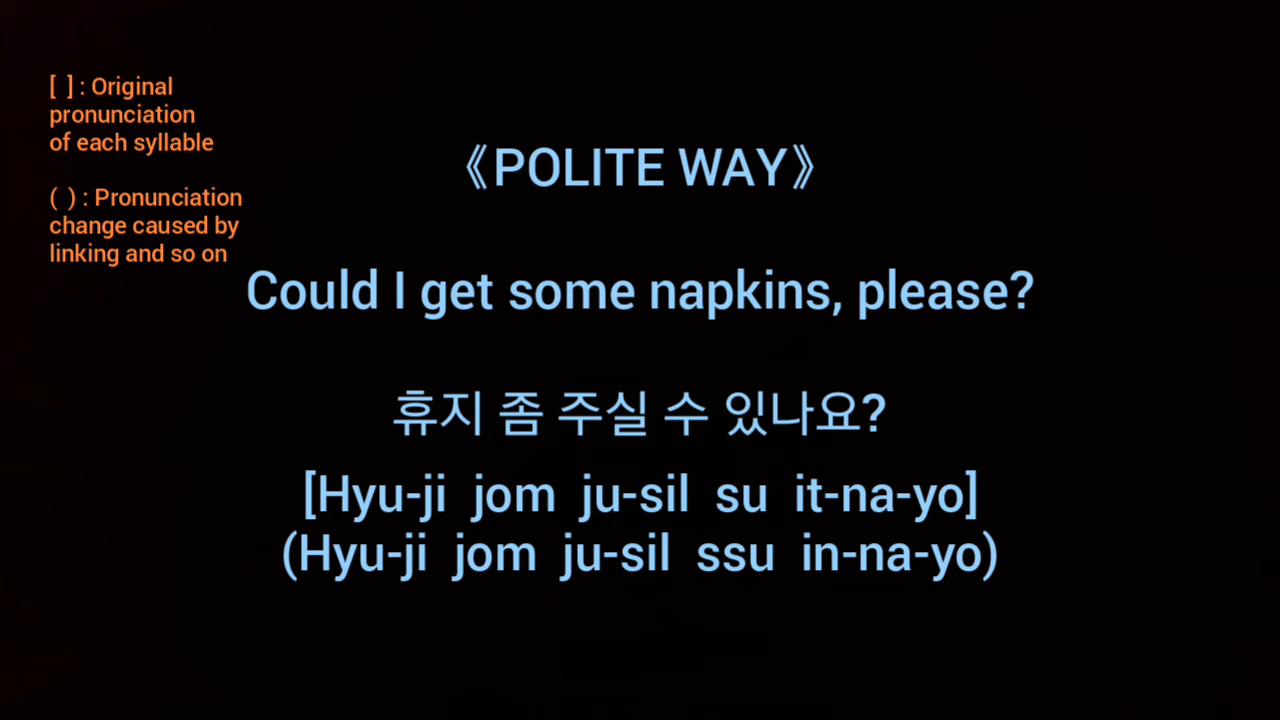 [ ] : Original
pronunciation
of each syllable
( ) : Pronunciation
change caused by
linking and so on
《POLITE WAY》
Could I get some napkins, please?
휴지 좀 주실 수 있나요?
[Hyu-ji jom ju-sil su it-na-yo]
(Hyu-ji jom ju-sil ssu in-na-yo)